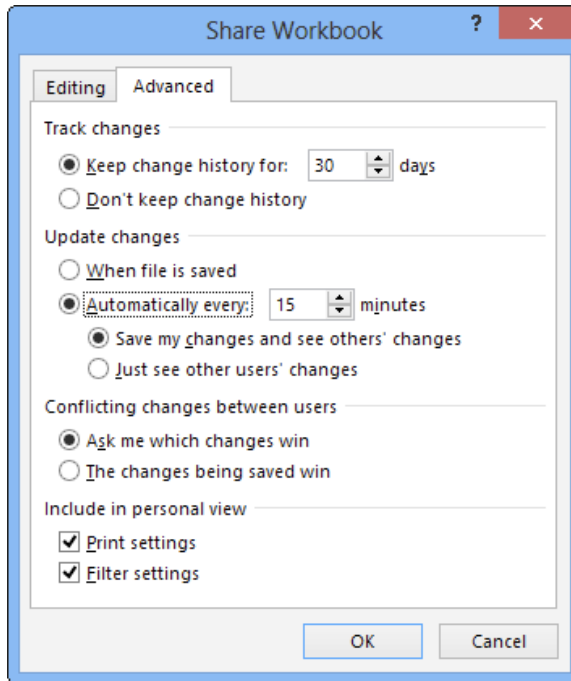 Share Workbook ?
Editing Advanced
Track changes
Keep change history for: 30 days
Don't keep change history
Update changes
When file is saved
Automatically every: 15 minutes
Save my changes and see others' changes
Just see other users' changes
Conflicting changes between users
Ask me which changes win
The changes being saved win
Include in personal view
Print settings
Filter settings
OK Cancel